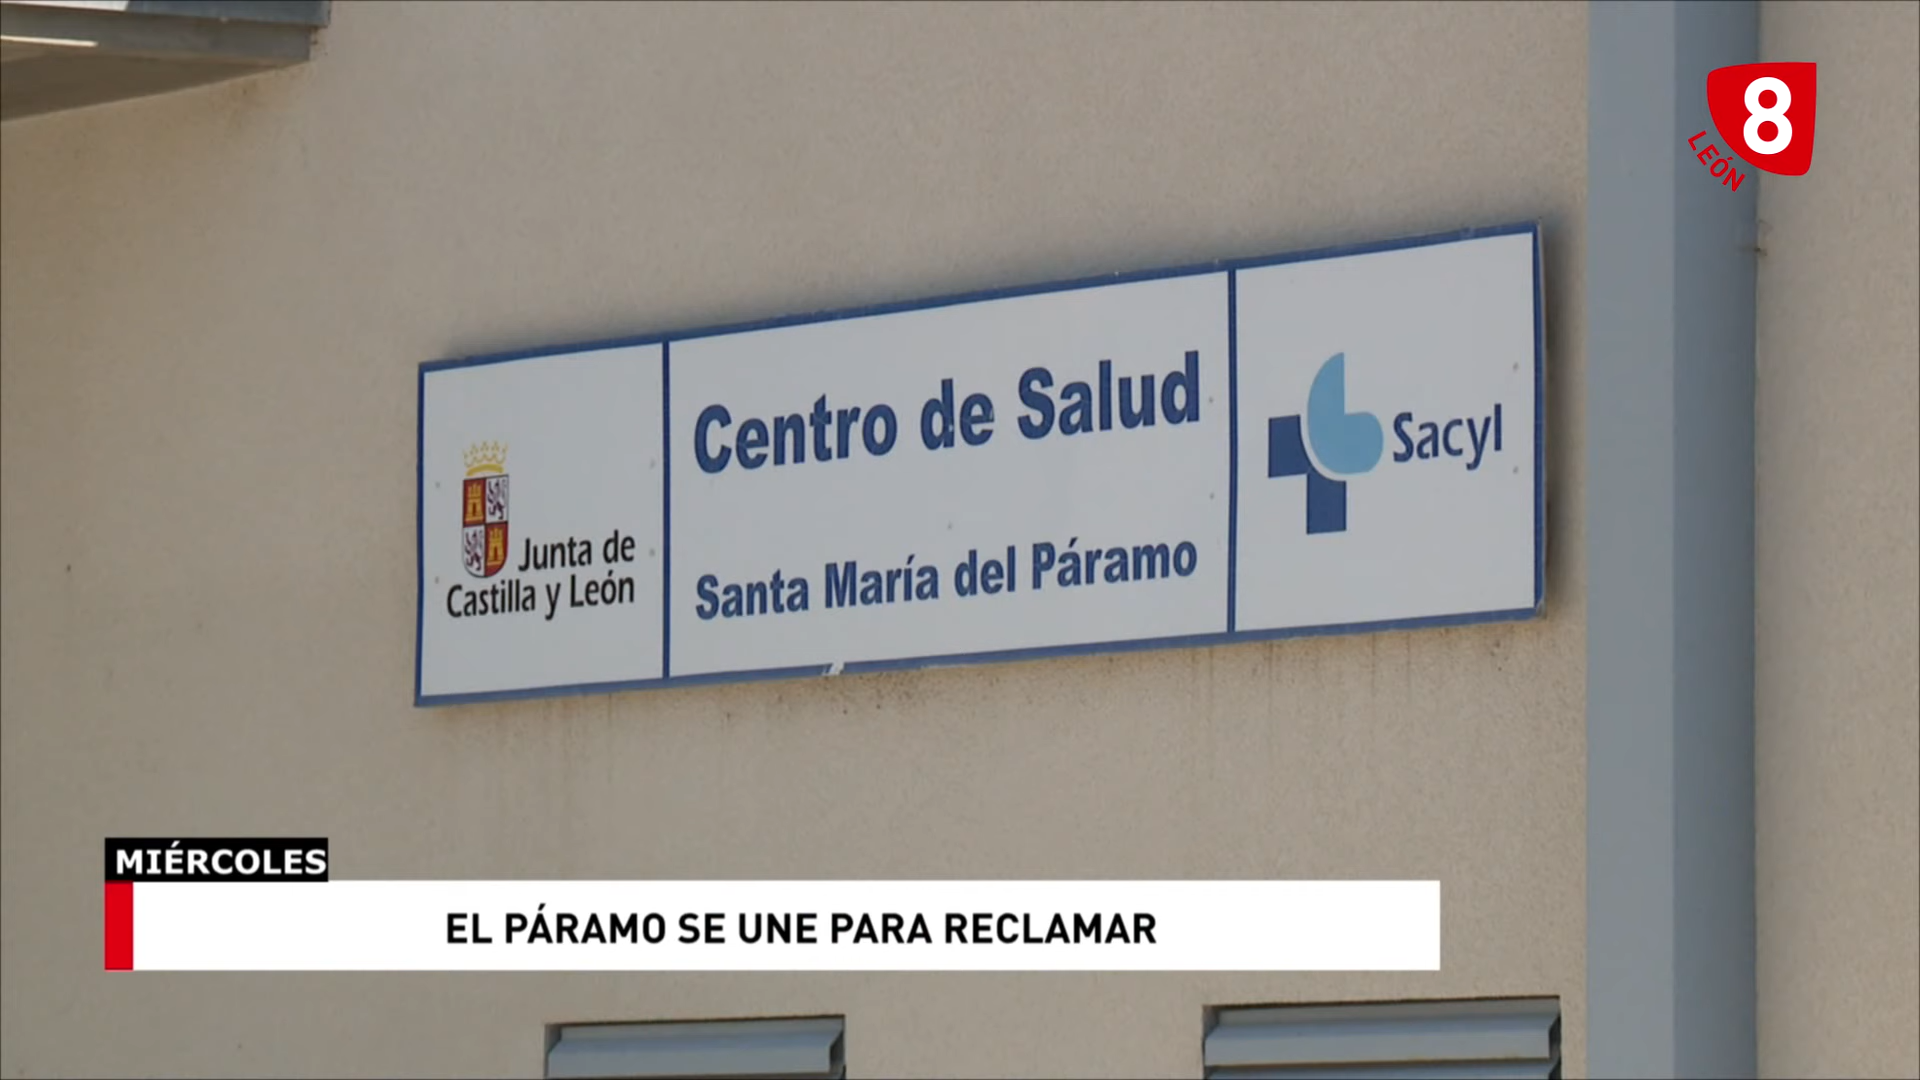 8
LEÓN
Centro de Salud
Santa María del Páramo
Junta de
Castilla y León
Sacyl
MIÉRCOLES
EL PÁRAMO SE UNE PARA RECLAMAR